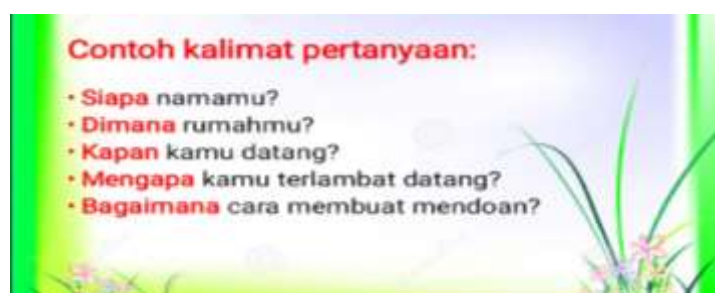 Contoh kalimat pertanyaan:
• Siapa namamu?
• Dimana rumahmu?
• Kapan kamu datang?
• Mengapa kamu terlambat datang?
• Bagaimana cara membuat mendoan?